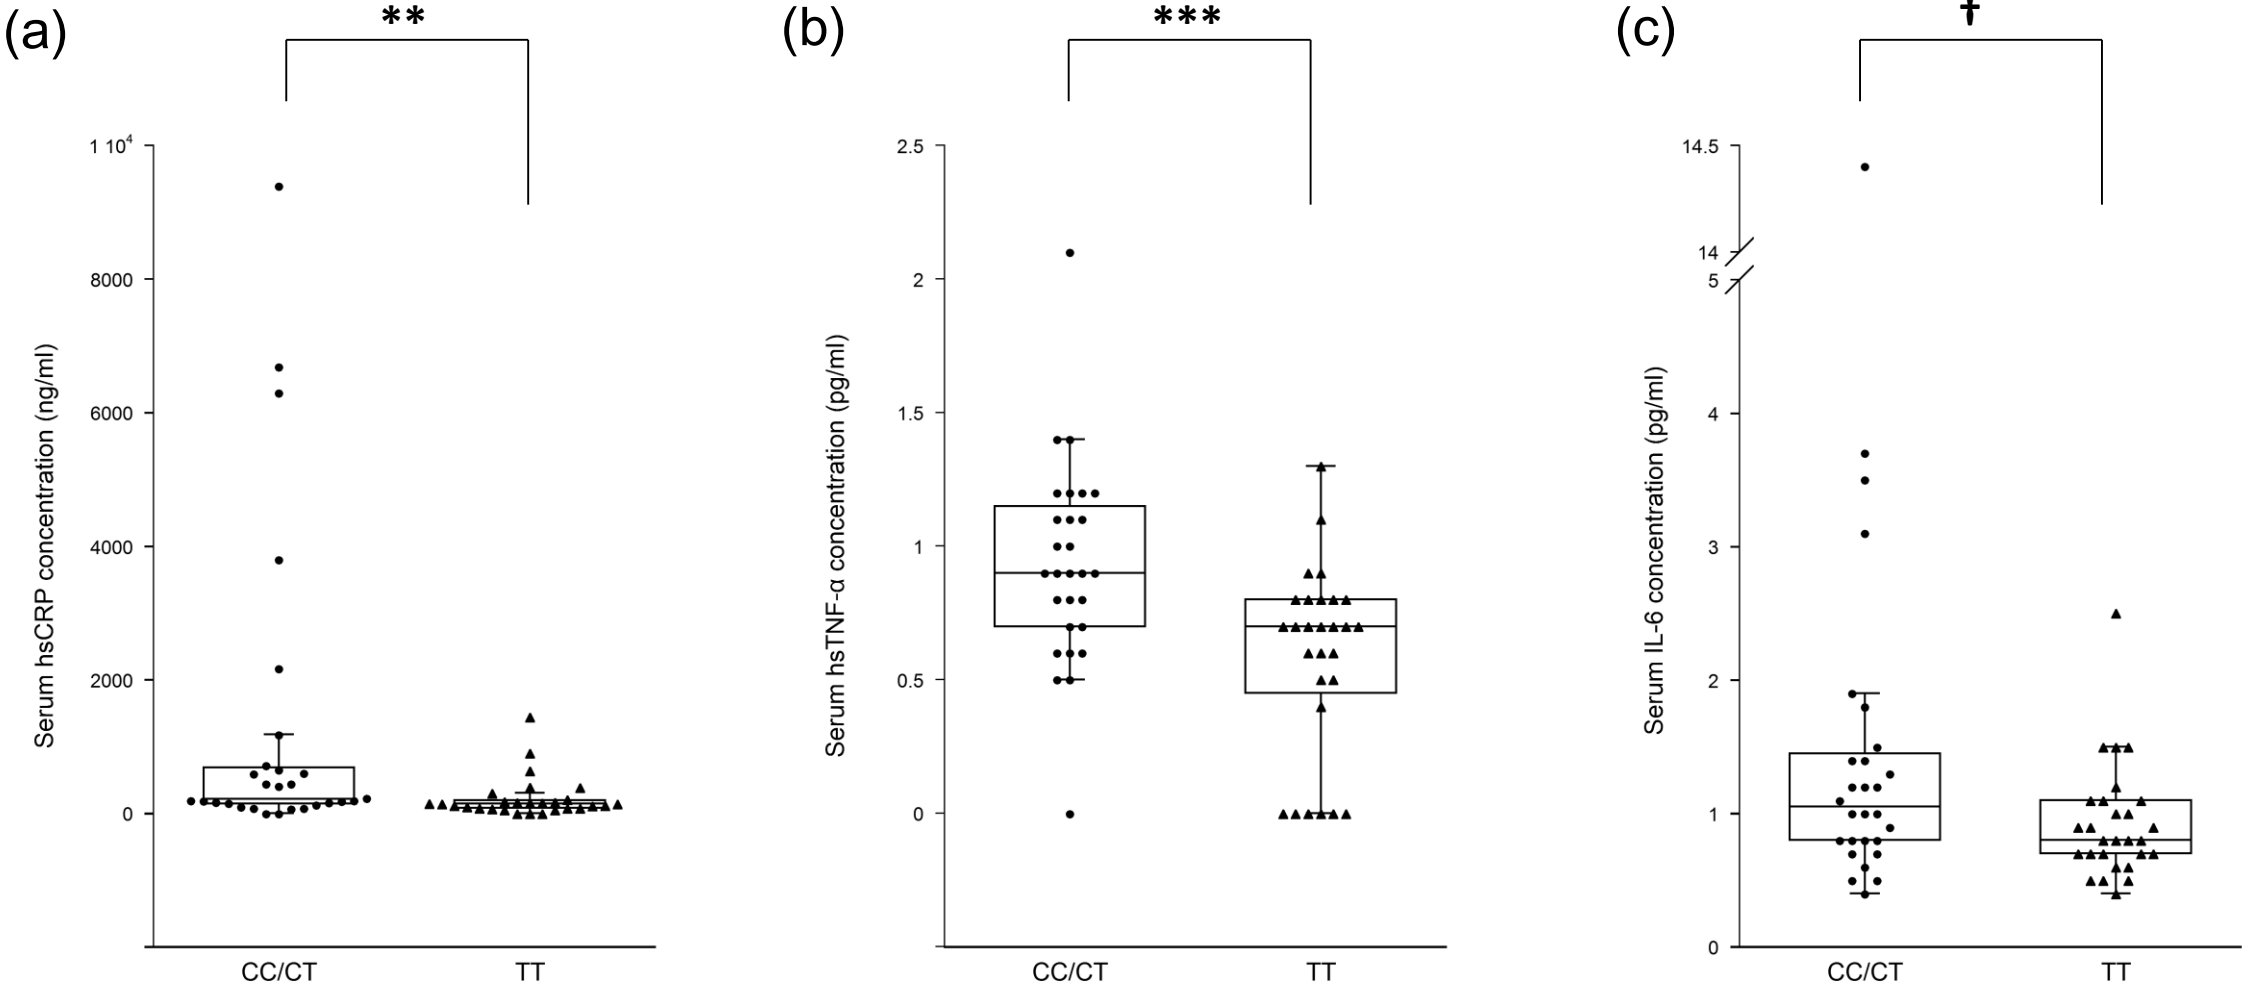 (a)
**
1 10⁴
8000
6000
4000
2000
0
Serum hsCRP concentration (ng/ml)
CC/CT TT
(b)
***
2.5
2
1.5
1
0.5
0
Serum hsTNF-α concentration (pg/ml)
CC/CT TT
(c)
†
14.5
14
5
4
3
2
1
0
Serum IL-6 concentration (pg/ml)
CC/CT TT